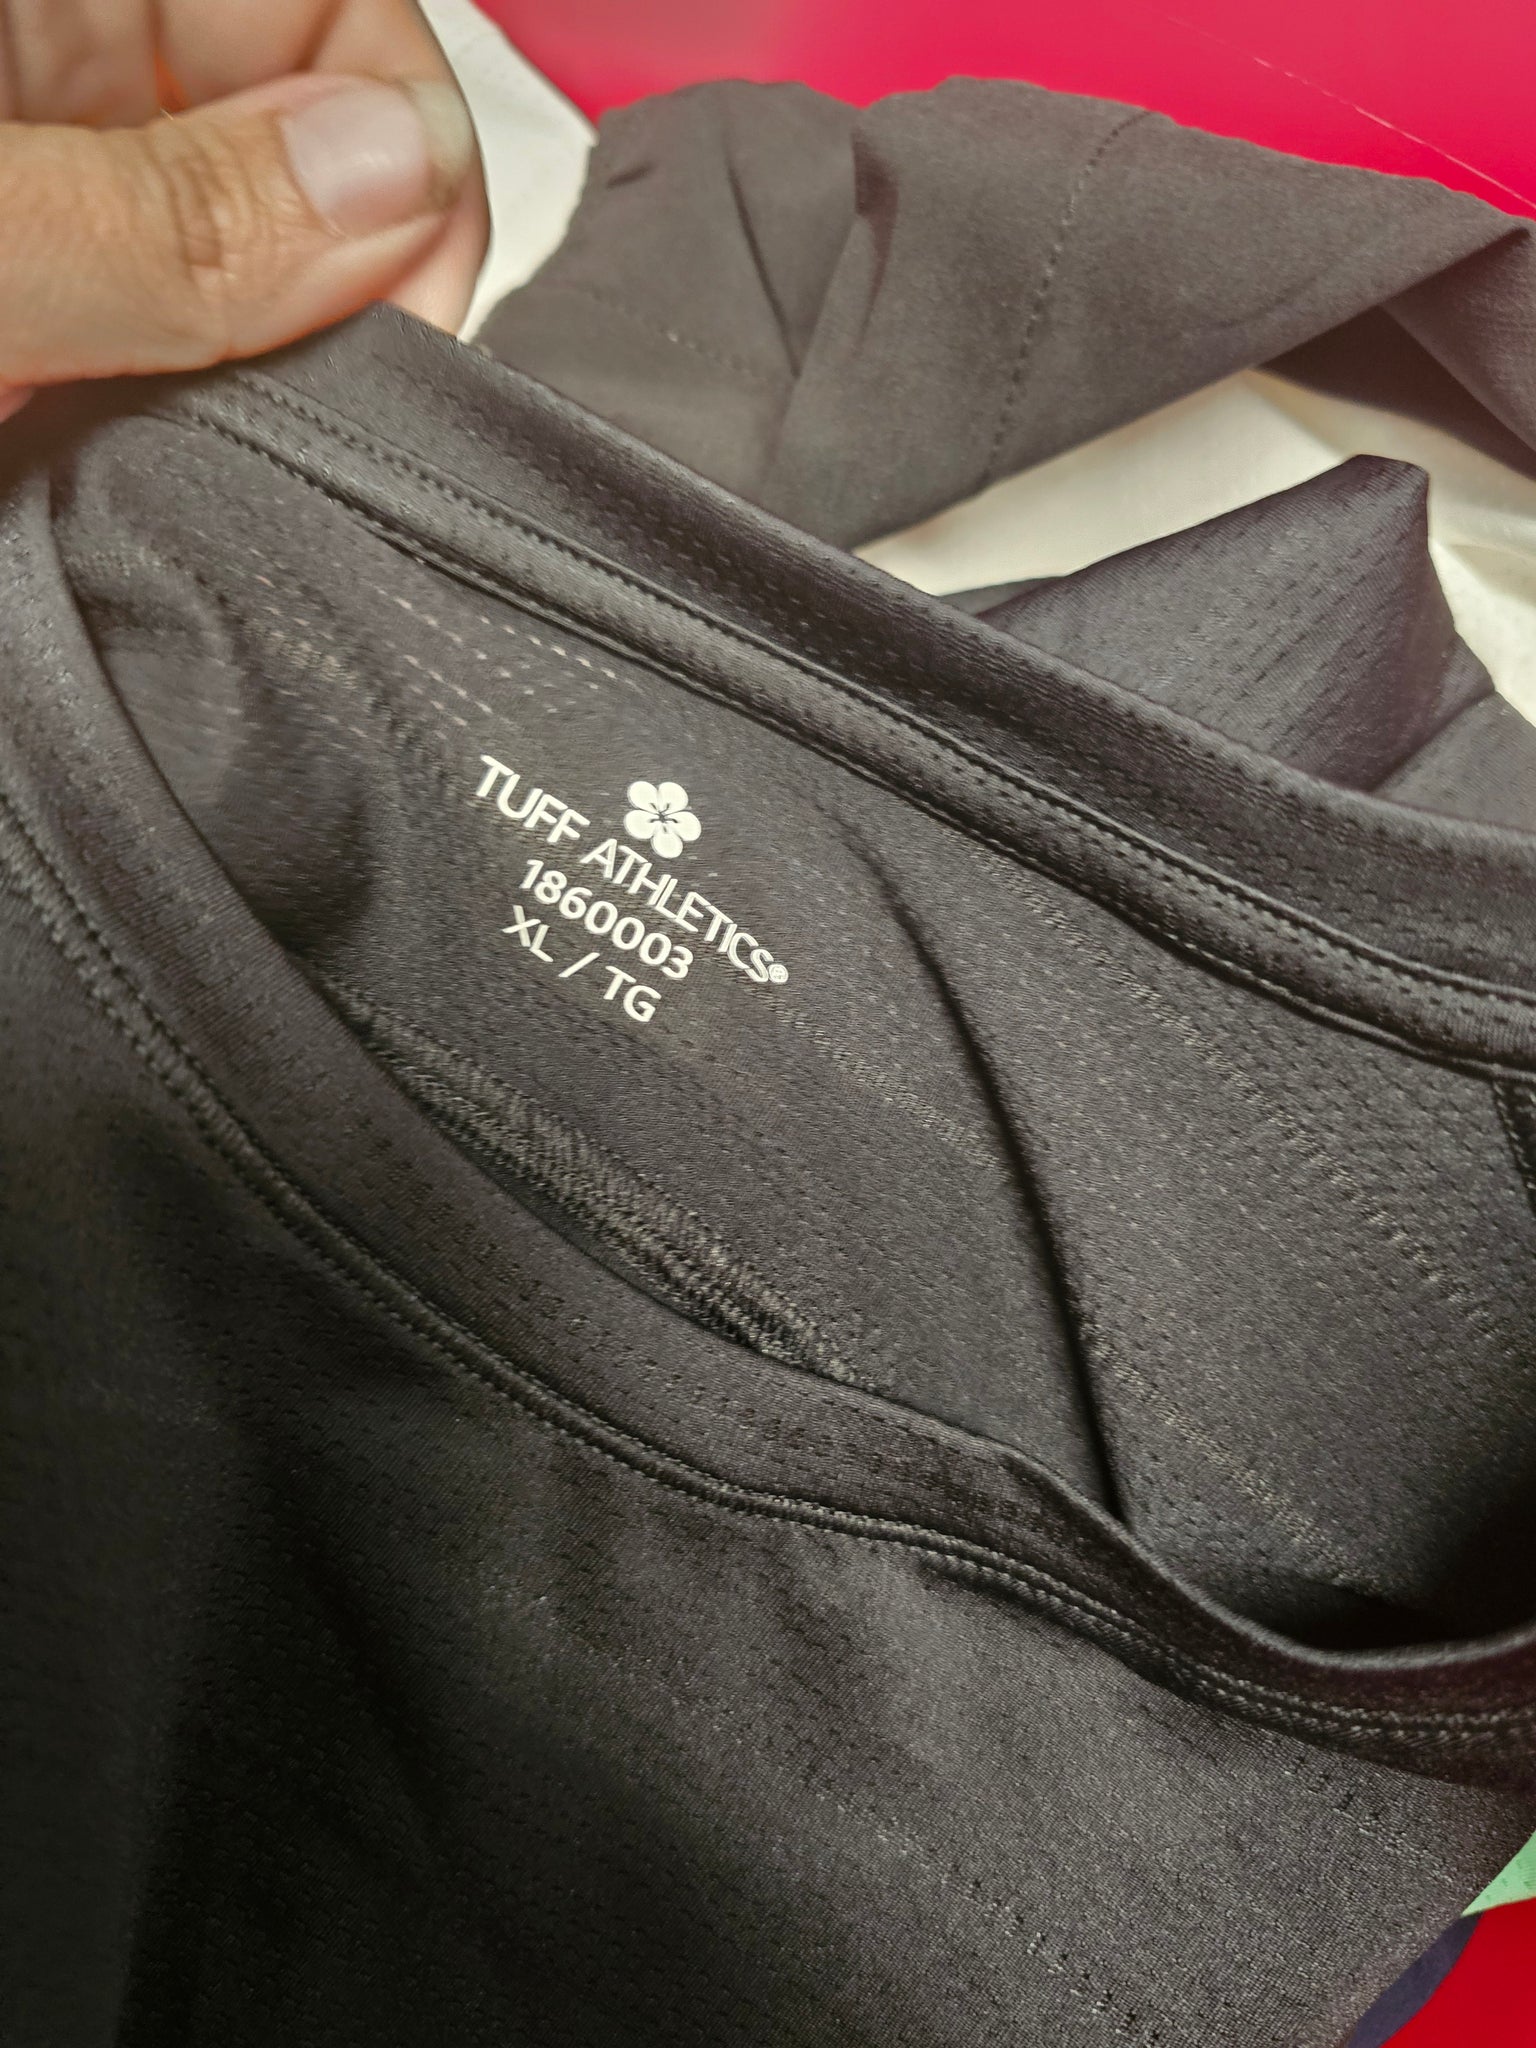 TUFF ATHLETICS®
1860003
XL / TG